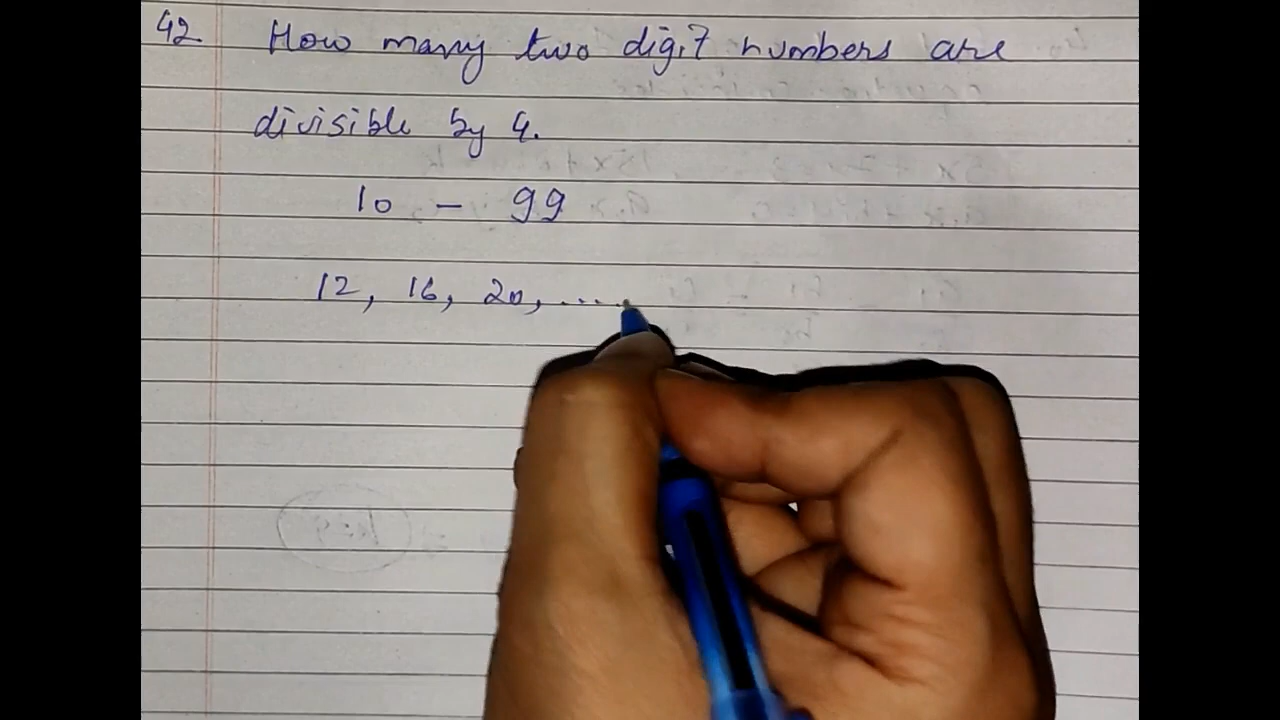 42. How many two digit numbers are
divisible by 4.
10 - 99
12, 16, 20, .....